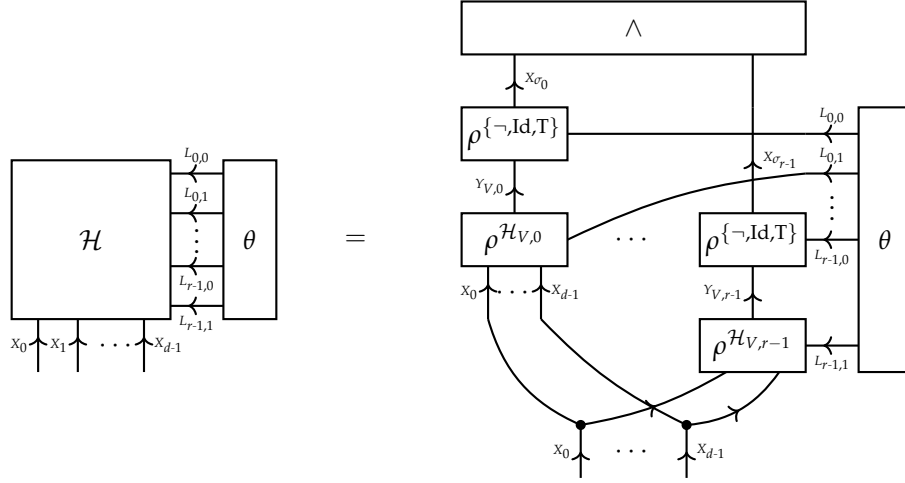 ∧
X_{σ_0}
ρ^{{¬,Id,T}} L_{0,0}
L_{0,0} Y_{V,0} X_{σ_{r-1}} L_{0,1}
L_{0,1} ⋮
ℋ ⋮ θ = ρ^{ℋ_{V,0}} · · · ρ^{{¬,Id,T}} θ
L_{r-1,0} X_0 · · · X_{d-1} L_{r-1,0}
L_{r-1,1} Y_{V,r-1}
X_0 X_1 · · · X_{d-1} ρ^{ℋ_{V,r−1}} L_{r-1,1}
X_0 · · · X_{d-1}